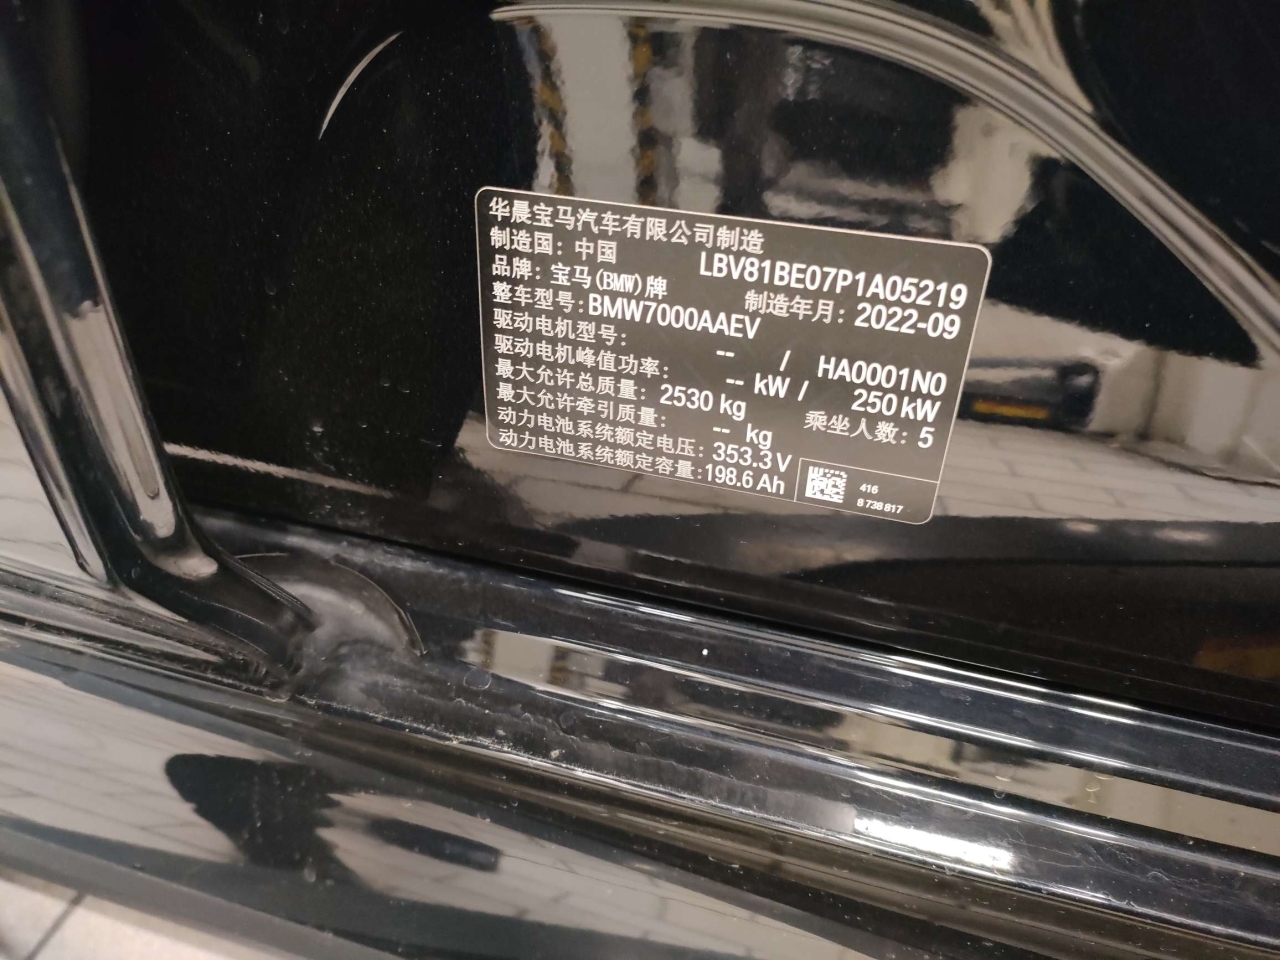 华晨宝马汽车有限公司制造
制造国：中国 LBV81BE07P1A05219
品牌：宝马(BMW)牌 制造年月：2022-09
整车型号：BMW7000AAEV
驱动电机型号： -- / HA0001N0
驱动电机峰值功率： -- kW / 250 kW
最大允许总质量： 2530 kg 乘坐人数：5
最大允许牵引质量： -- kg
动力电池系统额定电压：353.3 V
动力电池系统额定容量：198.6 Ah
416
8 738 817